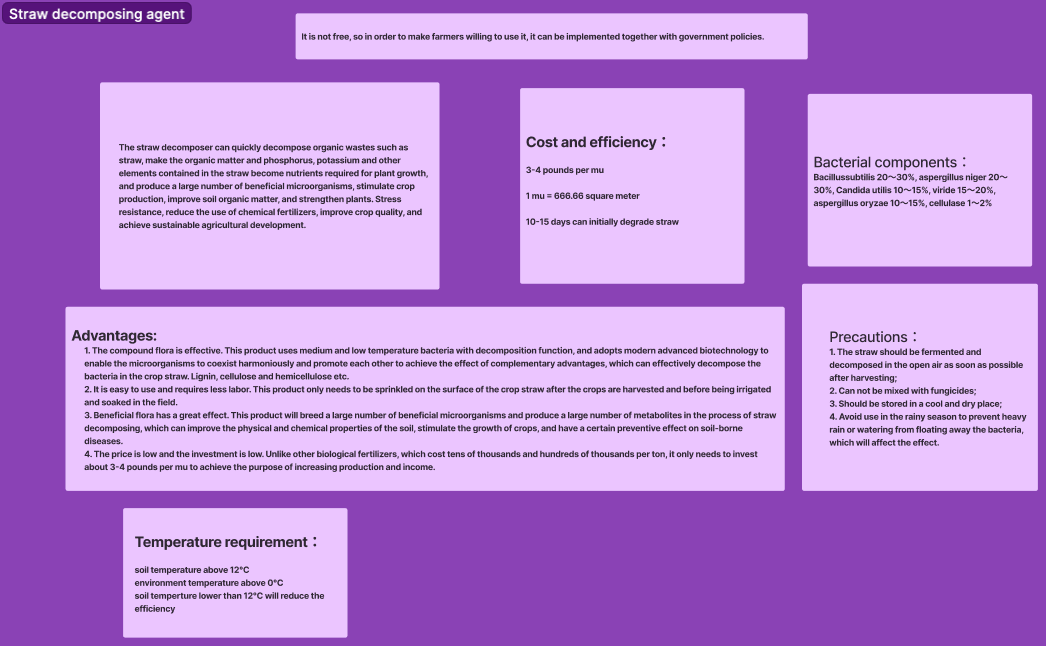 Straw decomposing agent
It is not free, so in order to make farmers willing to use it, it can be implemented together with government policies.
The straw decomposer can quickly decompose organic wastes such as
straw, make the organic matter and phosphorus, potassium and other
elements contained in the straw become nutrients required for plant growth,
and produce a large number of beneficial microorganisms, stimulate crop
production, improve soil organic matter, and strengthen plants. Stress
resistance, reduce the use of chemical fertilizers, improve crop quality, and
achieve sustainable agricultural development.
Cost and efficiency：
3-4 pounds per mu
1 mu = 666.66 square meter
10-15 days can initially degrade straw
Bacterial components：
Bacillussubtilis 20～30%, aspergillus niger 20～
30%, Candida utilis 10～15%, viride 15～20%,
aspergillus oryzae 10～15%, cellulase 1～2%
Advantages:
1. The compound flora is effective. This product uses medium and low temperature bacteria with decomposition function, and adopts modern advanced biotechnology to
enable the microorganisms to coexist harmoniously and promote each other to achieve the effect of complementary advantages, which can effectively decompose the
bacteria in the crop straw. Lignin, cellulose and hemicellulose etc.
2. It is easy to use and requires less labor. This product only needs to be sprinkled on the surface of the crop straw after the crops are harvested and before being irrigated
and soaked in the field.
3. Beneficial flora has a great effect. This product will breed a large number of beneficial microorganisms and produce a large number of metabolites in the process of straw
decomposing, which can improve the physical and chemical properties of the soil, stimulate the growth of crops, and have a certain preventive effect on soil-borne
diseases.
4. The price is low and the investment is low. Unlike other biological fertilizers, which cost tens of thousands and hundreds of thousands per ton, it only needs to invest
about 3-4 pounds per mu to achieve the purpose of increasing production and income.
Precautions：
1. The straw should be fermented and
decomposed in the open air as soon as possible
after harvesting;
2. Can not be mixed with fungicides;
3. Should be stored in a cool and dry place;
4. Avoid use in the rainy season to prevent heavy
rain or watering from floating away the bacteria,
which will affect the effect.
Temperature requirement：
soil temperature above 12°C
environment temperature above 0°C
soil temperture lower than 12°C will reduce the
efficiency